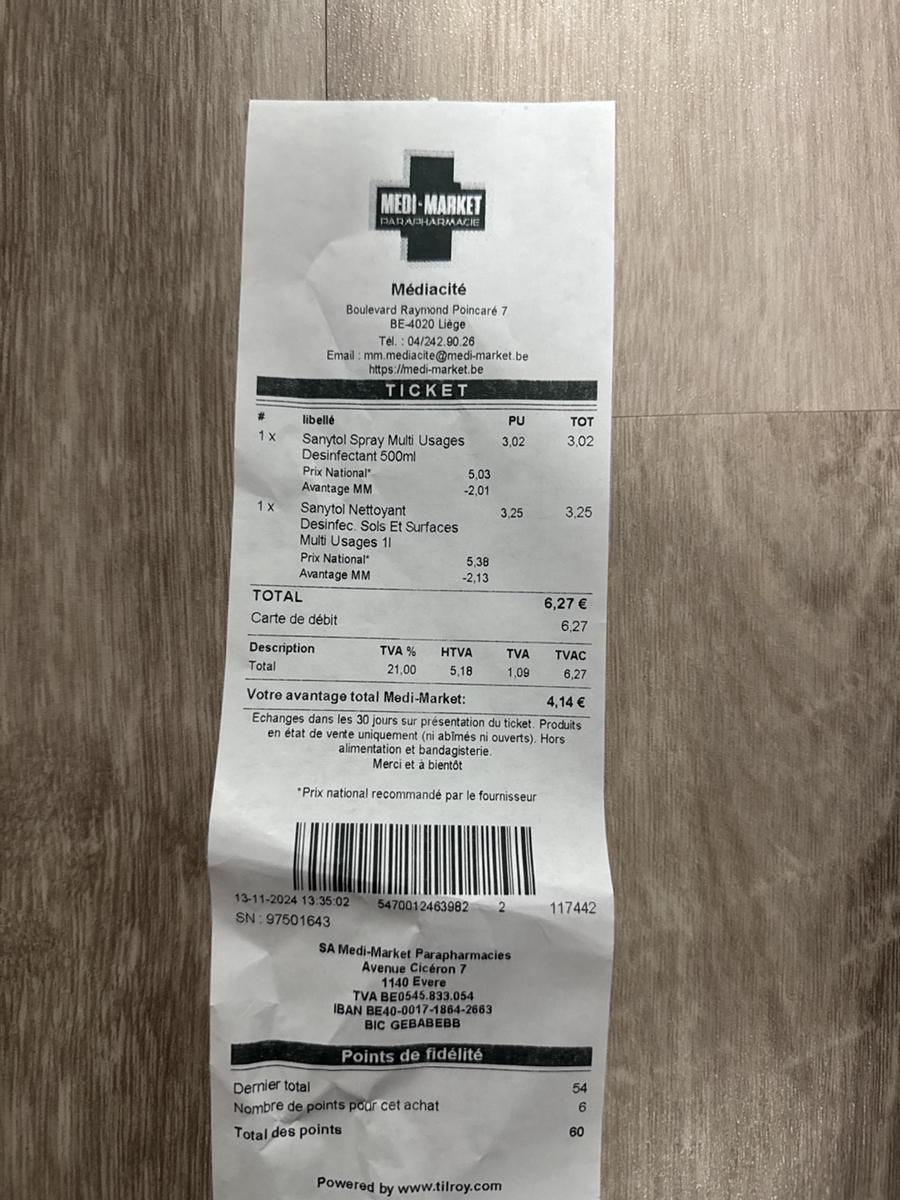 MEDI-MARKET
PARAPHARMACIE
Médiacité
Boulevard Raymond Poincaré 7
BE-4020 Liège
Tél. : 04/242.90.26
Email : mm.mediacite@medi-market.be
https://medi-market.be
TICKET
# libellé PU TOT
1 x Sanytol Spray Multi Usages 3,02 3,02
Desinfectant 500ml
Prix National* 5,03
Avantage MM -2,01
1 x Sanytol Nettoyant 3,25 3,25
Desinfec. Sols Et Surfaces
Multi Usages 1l
Prix National* 5,38
Avantage MM -2,13
TOTAL 6,27 €
Carte de débit 6,27
Description TVA % HTVA TVA TVAC
Total 21,00 5,18 1,09 6,27
Votre avantage total Medi-Market: 4,14 €
Echanges dans les 30 jours sur présentation du ticket. Produits
en état de vente uniquement (ni abîmés ni ouverts). Hors
alimentation et bandagisterie.
Merci et à bientôt
*Prix national recommandé par le fournisseur
13-11-2024 13:35:02 5470012463982 2 117442
SN : 97501643
SA Medi-Market Parapharmacies
Avenue Cicéron 7
1140 Evere
TVA BE0545.833.054
IBAN BE40-0017-1864-2663
BIC GEBABEBB
Points de fidélité
Dernier total 54
Nombre de points pour cet achat 6
Total des points 60
Powered by www.tilroy.com